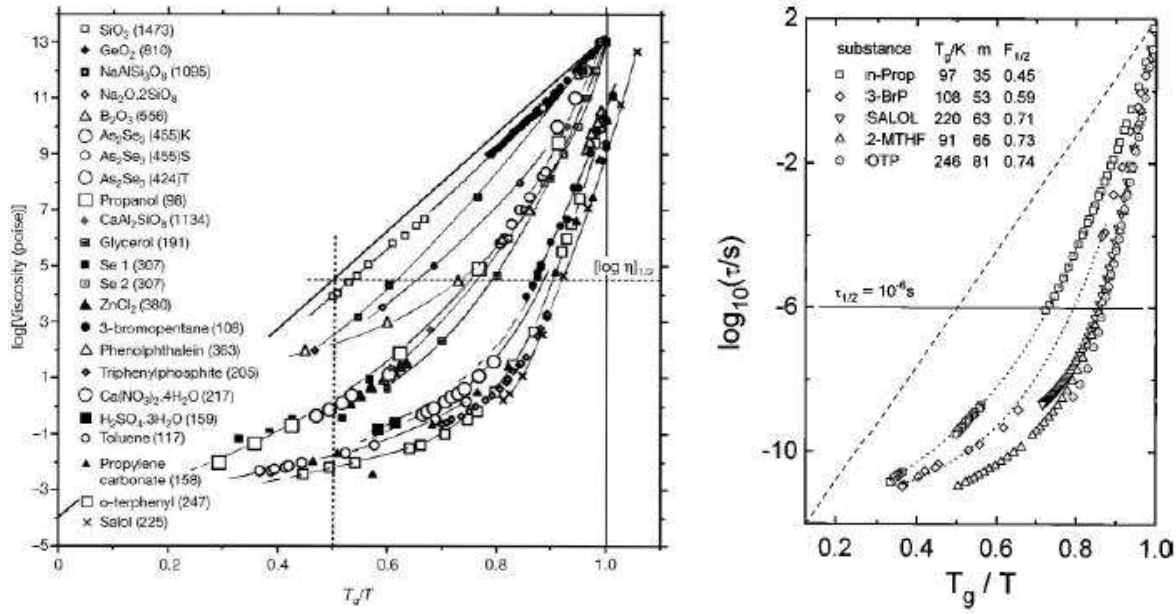 log[Viscosity (poise)]
13
11
9
7
5
3
1
−1
−3
−5
SiO₂ (1473)
GeO₂ (810)
NaAlSi₃O₈ (1095)
Na₂O.2SiO₈
B₂O₃ (556)
As₂Se₃ (455)K
As₂Se₃ (455)S
As₂Se₃ (424)T
Propanol (98)
CaAl₂SiO₈ (1134)
Glycerol (191)
Se 1 (307)
Se 2 (307)
ZnCl₂ (380)
3-bromopentane (108)
Phenolphthalein (363)
Triphenylphosphite (205)
Ca(NO₃)₂.4H₂O (217)
H₂SO₄.3H₂O (159)
Toluene (117)
Propylene
carbonate (158)
o-terphenyl (247)
Salol (225)
[log η]₁/₂
0 0.2 0.4 0.6 0.8 1.0
T_g/T
log₁₀(τ/s)
2
-2
-6
-10
substance T_g/K m F₁/₂
n-Prop 97 35 0.45
3-BrP 108 53 0.59
SALOL 220 63 0.71
2-MTHF 91 65 0.73
OTP 246 81 0.74
τ₁/₂ = 10⁻⁶s
0.2 0.4 0.6 0.8 1.0
T_g / T